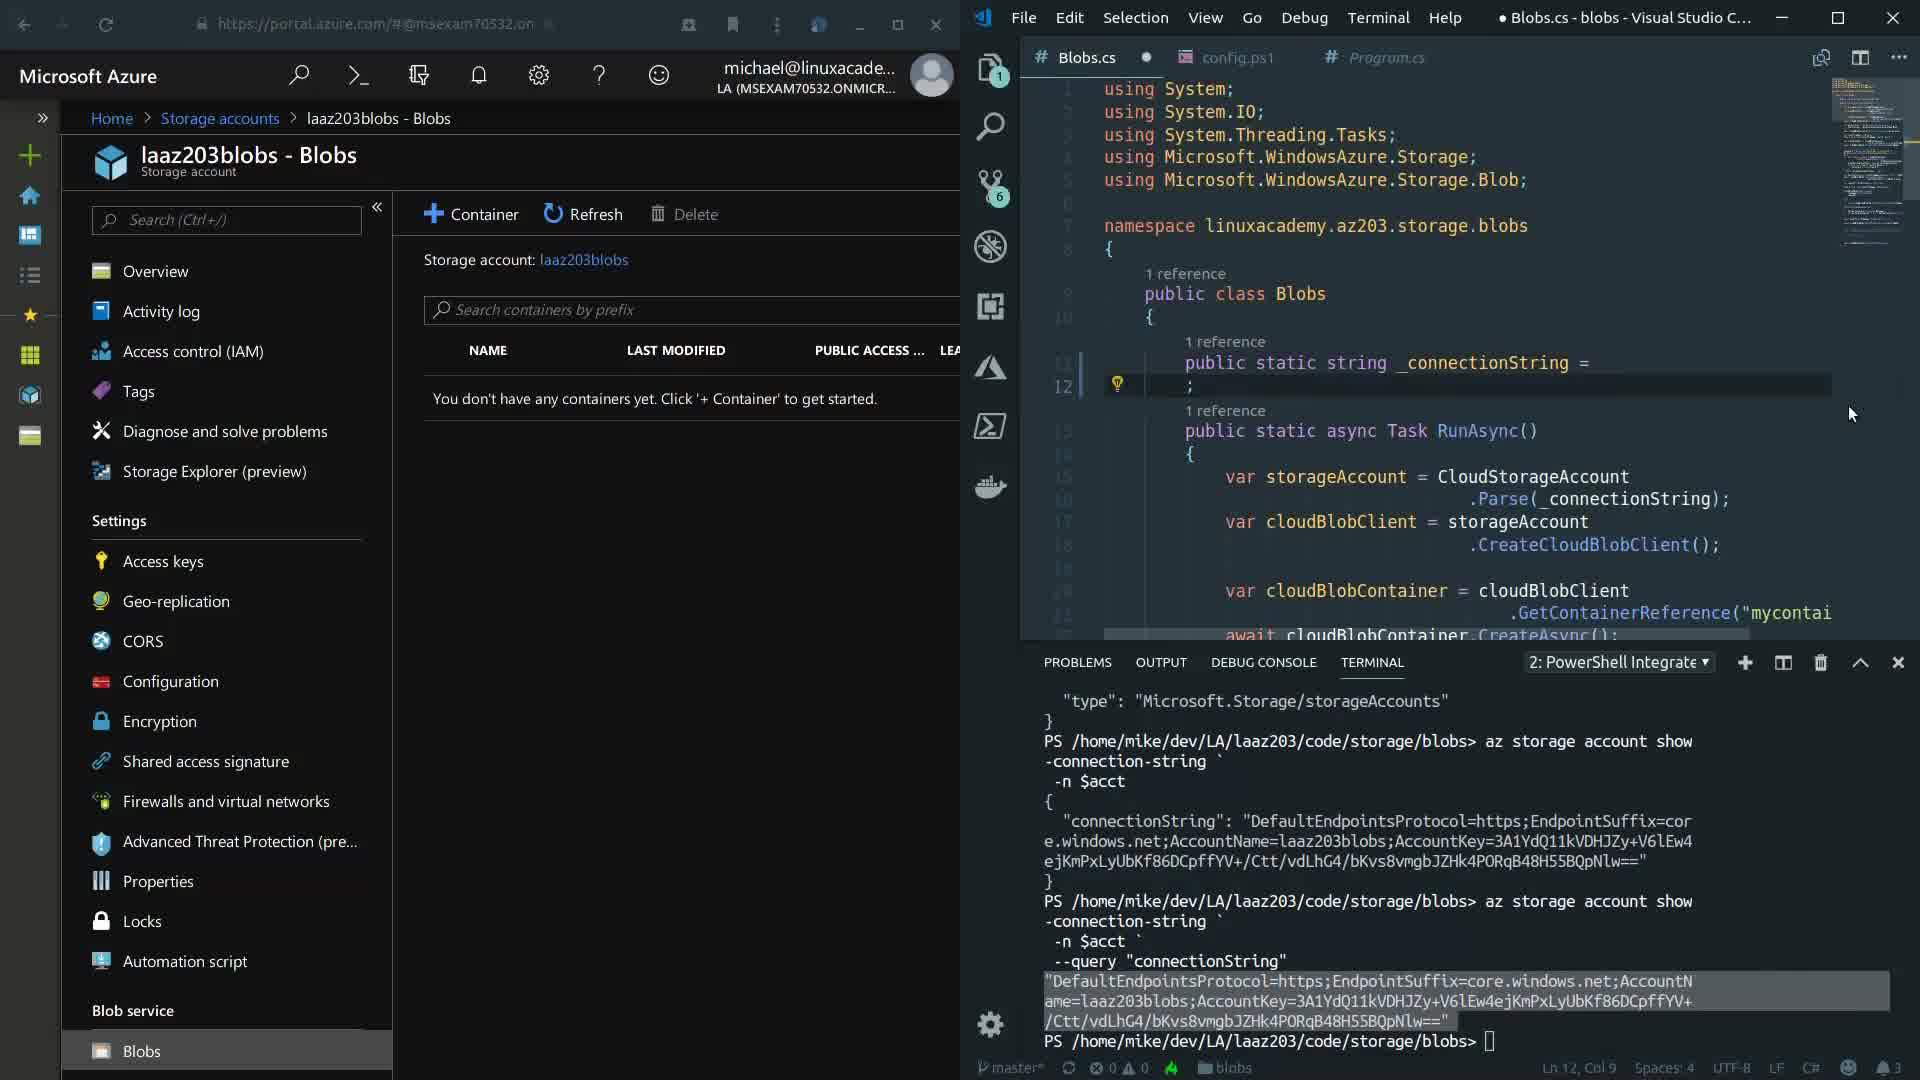 https://portal.azure.com/#@msexam70532.on
Microsoft Azure
michael@linuxacade...
LA (MSEXAM70532.ONMICR...
Home > Storage accounts > laaz203blobs - Blobs
laaz203blobs - Blobs
Storage account
Search (Ctrl+/)
Overview
Activity log
Access control (IAM)
Tags
Diagnose and solve problems
Storage Explorer (preview)
Settings
Access keys
Geo-replication
CORS
Configuration
Encryption
Shared access signature
Firewalls and virtual networks
Advanced Threat Protection (pre...
Properties
Locks
Automation script
Blob service
Blobs
Container Refresh Delete
Storage account: laaz203blobs
Search containers by prefix
NAME LAST MODIFIED PUBLIC ACCESS ... LEA
You don't have any containers yet. Click '+ Container' to get started.
File Edit Selection View Go Debug Terminal Help ● Blobs.cs - blobs - Visual Studio C...
# Blobs.cs ● config.ps1 # Program.cs
1
6
1 using System;
2 using System.IO;
3 using System.Threading.Tasks;
4 using Microsoft.WindowsAzure.Storage;
5 using Microsoft.WindowsAzure.Storage.Blob;
6
7 namespace linuxacademy.az203.storage.blobs
8 {
1 reference
9 public class Blobs
10 {
1 reference
11 public static string _connectionString =
12 ;
1 reference
13 public static async Task RunAsync()
14 {
15 var storageAccount = CloudStorageAccount
16 .Parse(_connectionString);
17 var cloudBlobClient = storageAccount
18 .CreateCloudBlobClient();
19
20 var cloudBlobContainer = cloudBlobClient
21 .GetContainerReference("mycontai
await cloudBlobContainer.CreateAsync();
PROBLEMS OUTPUT DEBUG CONSOLE TERMINAL 2: PowerShell Integrate
"type": "Microsoft.Storage/storageAccounts"
}
PS /home/mike/dev/LA/laaz203/code/storage/blobs> az storage account show
-connection-string `
-n $acct
{
"connectionString": "DefaultEndpointsProtocol=https;EndpointSuffix=cor
e.windows.net;AccountName=laaz203blobs;AccountKey=3A1YdQ11kVDHJZy+V6lEw4
ejKmPxLyUbKf86DCpffYV+/Ctt/vdLhG4/bKvs8vmgbJZHk4PORqB48H55BQpNlw=="
}
PS /home/mike/dev/LA/laaz203/code/storage/blobs> az storage account show
-connection-string `
-n $acct `
--query "connectionString"
"DefaultEndpointsProtocol=https;EndpointSuffix=core.windows.net;AccountN
ame=laaz203blobs;AccountKey=3A1YdQ11kVDHJZy+V6lEw4ejKmPxLyUbKf86DCpffYV+
/Ctt/vdLhG4/bKvs8vmgbJZHk4PORqB48H55BQpNlw=="
PS /home/mike/dev/LA/laaz203/code/storage/blobs>
master* 0 0 blobs Ln 12, Col 9 Spaces: 4 UTF-8 LF C# 3